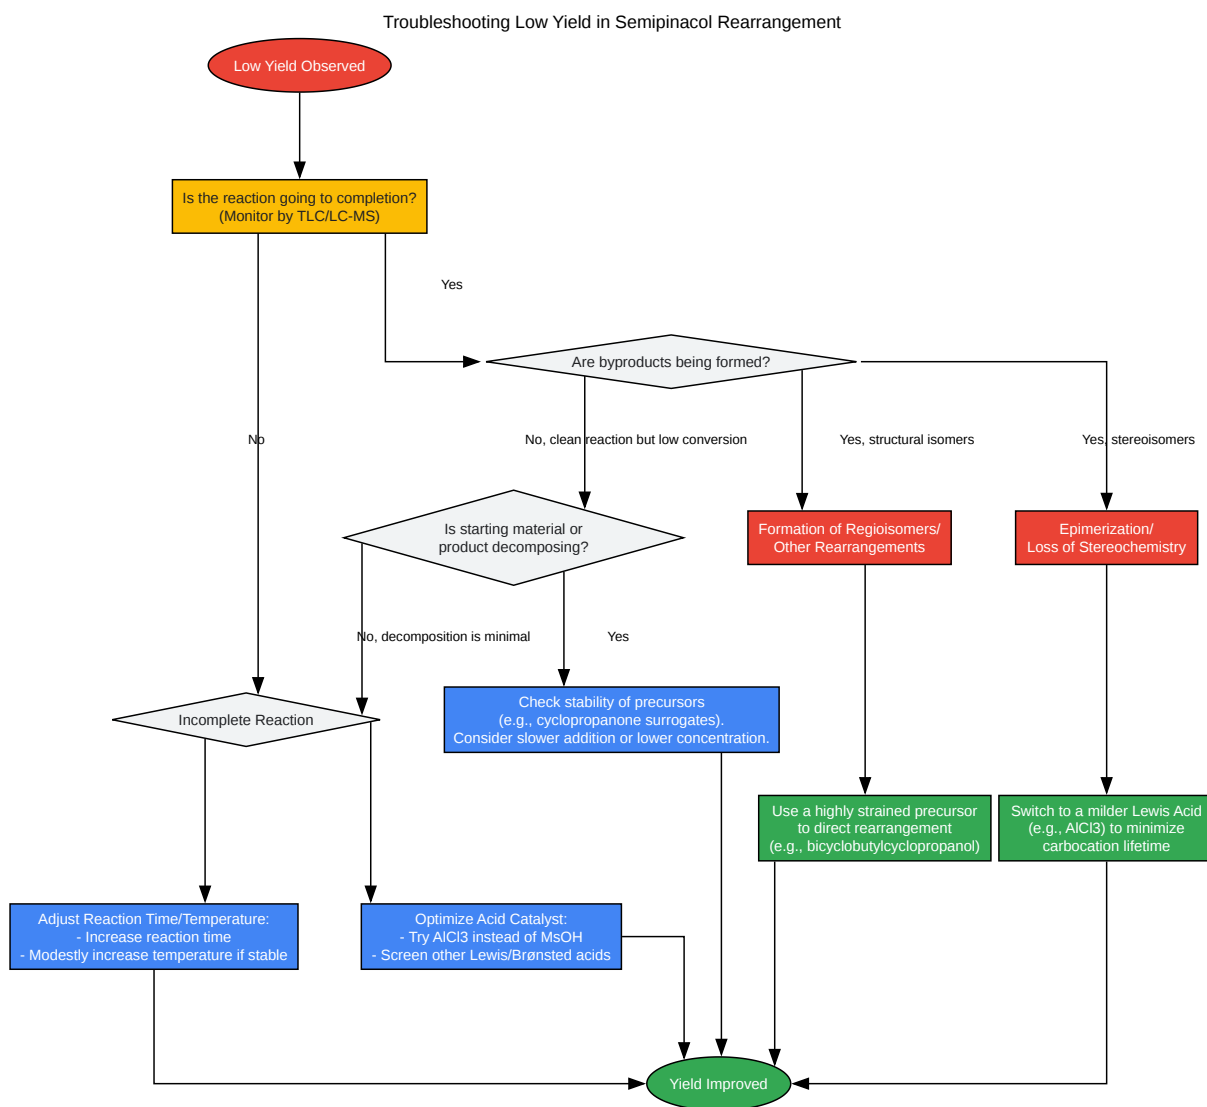 Troubleshooting Low Yield in Semipinacol Rearrangement
Low Yield Observed
Is the reaction going to completion?
(Monitor by TLC/LC-MS)
Yes
Are byproducts being formed?
No
No, clean reaction but low conversion
Yes, structural isomers
Yes, stereoisomers
Is starting material or
product decomposing?
Formation of Regioisomers/
Other Rearrangements
Epimerization/
Loss of Stereochemistry
No, decomposition is minimal
Yes
Incomplete Reaction
Check stability of precursors
(e.g., cyclopropanone surrogates).
Consider slower addition or lower concentration.
Use a highly strained precursor
to direct rearrangement
(e.g., bicyclobutylcyclopropanol)
Switch to a milder Lewis Acid
(e.g., AlCl3) to minimize
carbocation lifetime
Adjust Reaction Time/Temperature:
- Increase reaction time
- Modestly increase temperature if stable
Optimize Acid Catalyst:
- Try AlCl3 instead of MsOH
- Screen other Lewis/Brønsted acids
Yield Improved